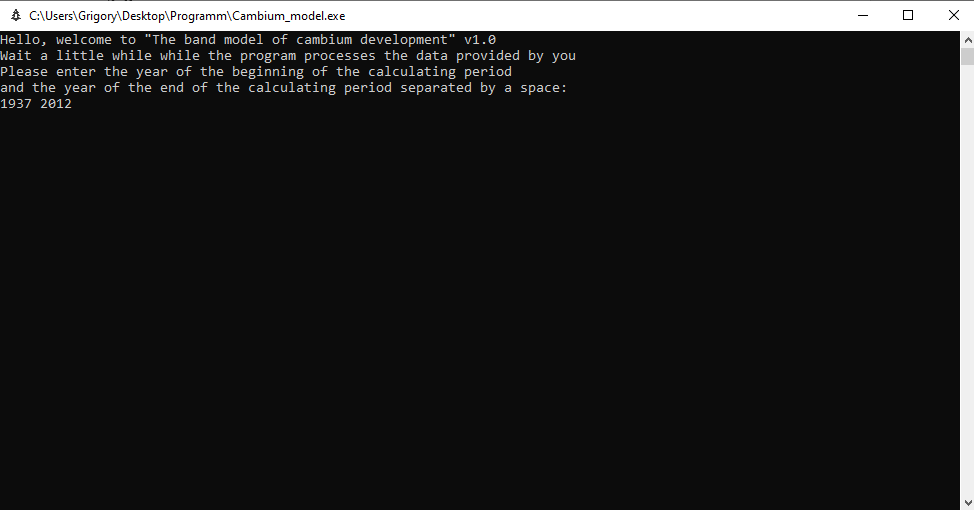 C:\Users\Grigory\Desktop\Programm\Cambium_model.exe
Hello, welcome to "The band model of cambium development" v1.0
Wait a little while while the program processes the data provided by you
Please enter the year of the beginning of the calculating period
and the year of the end of the calculating period separated by a space:
1937 2012